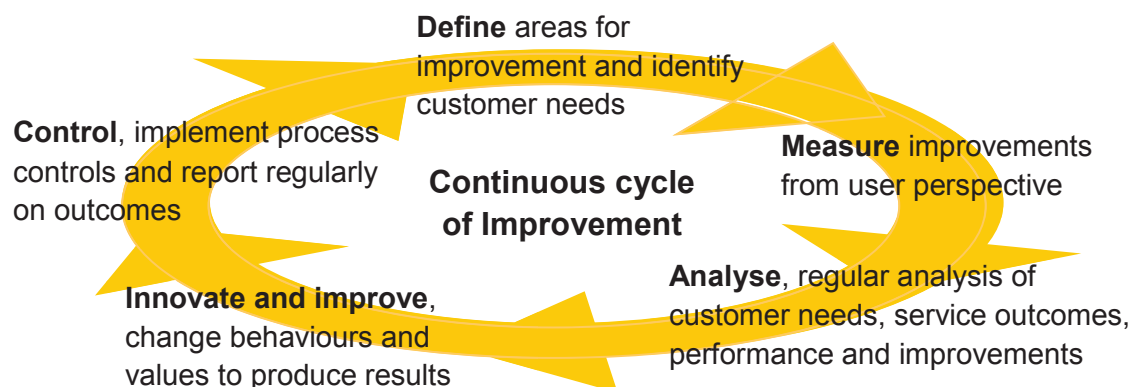 Define areas for
improvement and identify
customer needs
Measure improvements
from user perspective
Analyse, regular analysis of
customer needs, service outcomes,
performance and improvements
Innovate and improve,
change behaviours and
values to produce results
Control, implement process
controls and report regularly
on outcomes
Continuous cycle
of Improvement